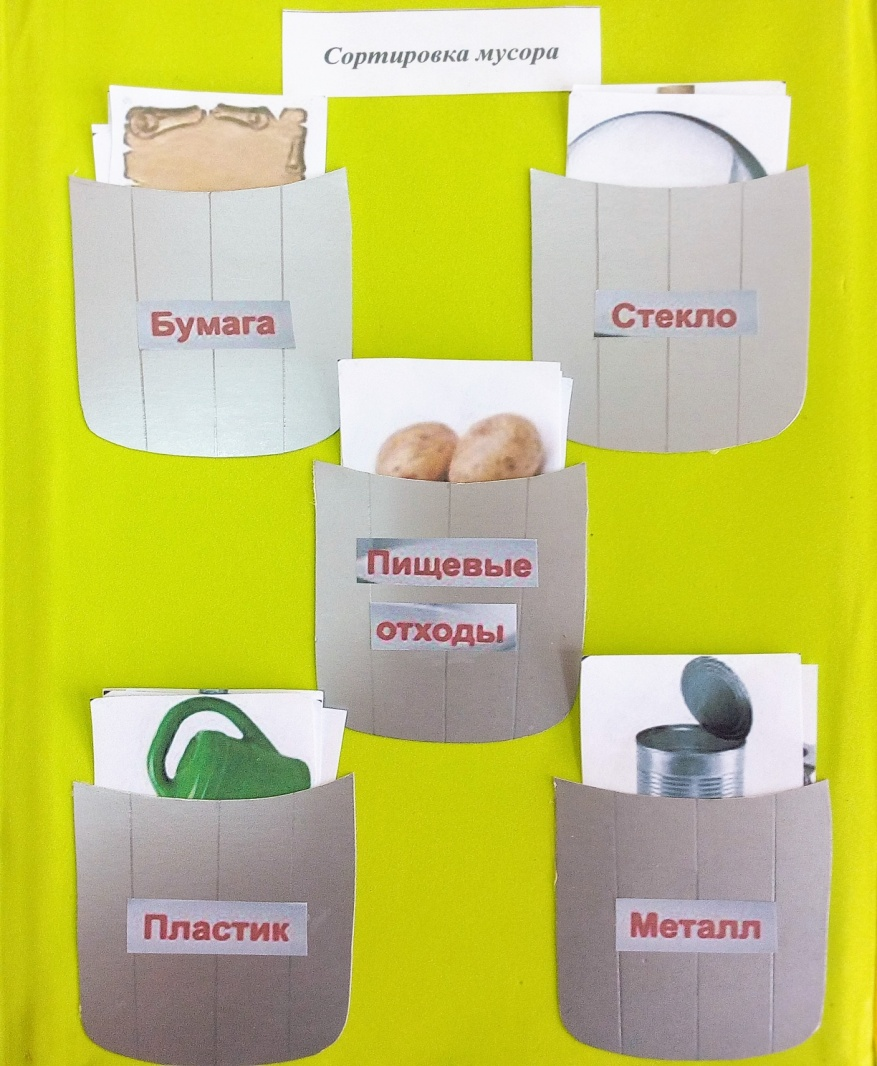 Сортировка мусора
Бумага
Стекло
Пищевые
отходы
Пластик
Металл